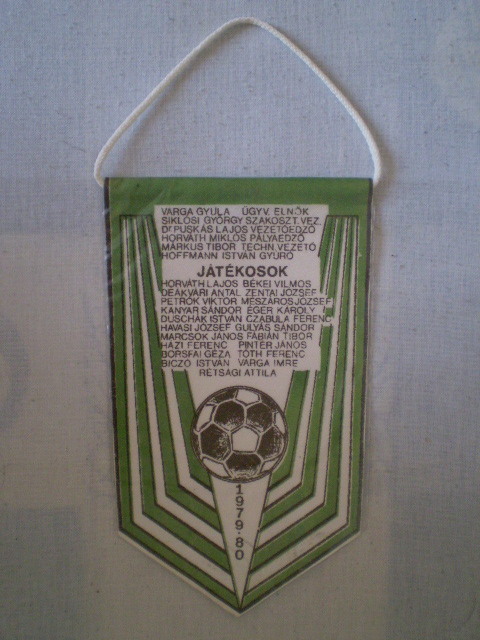 VARGA GYULA ÜGYV. ELNÖK
SIKLÓSI GYÖRGY SZAKOSZT. VEZ.
Dr PUSKÁS LAJOS VEZETŐEDZŐ
HORVÁTH MIKLÓS PÁLYAEDZŐ
MARKUS TIBOR TECHN. VEZETŐ
HOFFMANN ISTVÁN GYÚRÓ
JÁTÉKOSOK
HORVÁTH LAJOS BÉKEI VILMOS
DEÁKVÁRI ANTAL ZENTAI JÓZSEF
PETRÓK VIKTOR MÉSZÁROS JÓZSEF
KANYAR SÁNDOR ÉGER KÁROLY
DUSCHÁK ISTVÁN CZABULA FERENC
HAVASI JÓZSEF GULYÁS SÁNDOR
MARCSOK JÁNOS FÁBIÁN TIBOR
HÁZI FERENC PINTÉR JÁNOS
BORSFAI GÉZA TÓTH FERENC
BICZÓ ISTVÁN VARGA IMRE
RÉTSÁGI ATTILA
1979·80